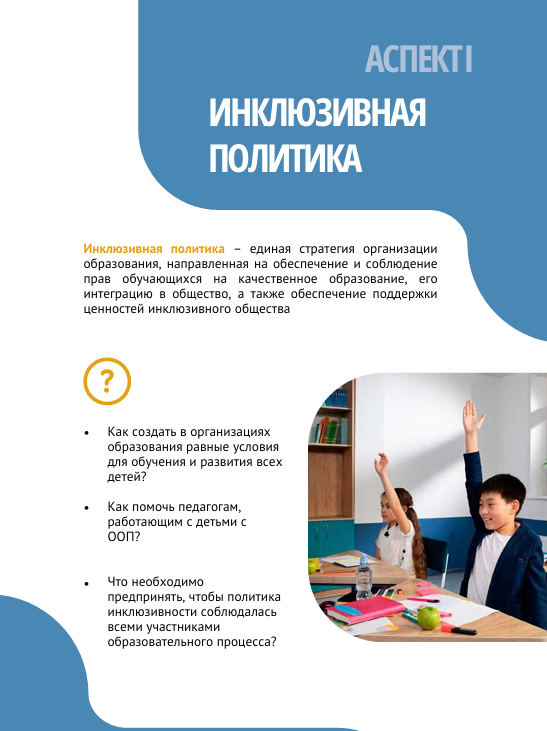 АСПЕКТ I
ИНКЛЮЗИВНАЯ
ПОЛИТИКА
Инклюзивная политика – единая стратегия организации
образования, направленная на обеспечение и соблюдение
прав обучающихся на качественное образование, его
интеграцию в общество, а также обеспечение поддержки
ценностей инклюзивного общества
?
• Как создать в организациях
образования равные условия
для обучения и развития всех
детей?
• Как помочь педагогам,
работающим с детьми с
ООП?
• Что необходимо
предпринять, чтобы политика
инклюзивности соблюдалась
всеми участниками
образовательного процесса?